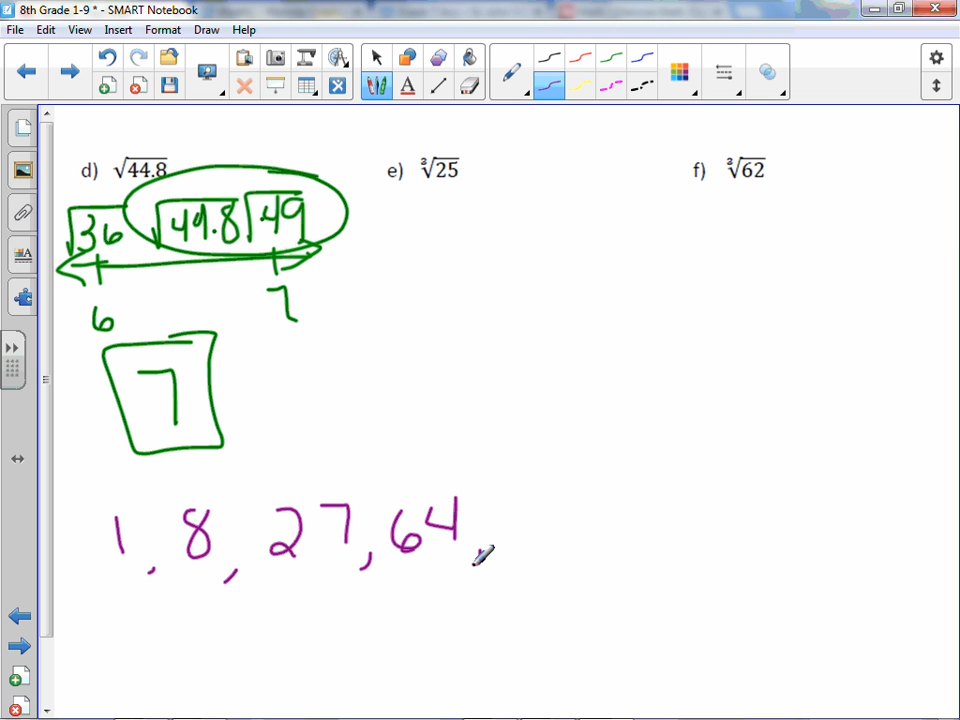 8th Grade 1-9 * - SMART Notebook
File Edit View Insert Format Draw Help
d) √44.8 e) ∛25 f) ∛62
√36 √44.8 √49
6 7
7
1, 8, 27, 64,